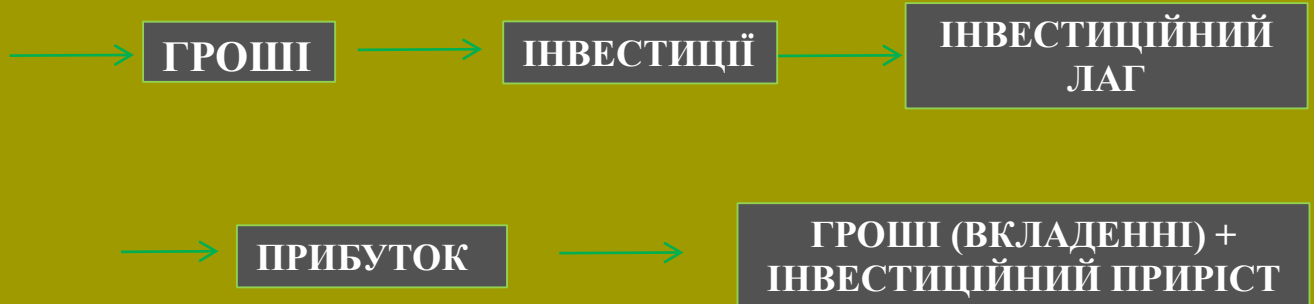 ГРОШІ
ІНВЕСТИЦІЇ
ІНВЕСТИЦІЙНИЙ
ЛАГ
ПРИБУТОК
ГРОШІ (ВКЛАДЕННІ) +
ІНВЕСТИЦІЙНИЙ ПРИРІСТ